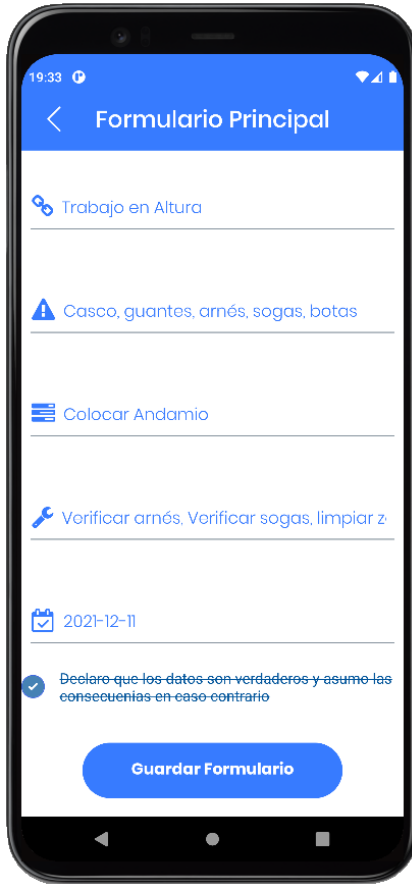 19:33
Formulario Principal
Trabajo en Altura
Casco, guantes, arnés, sogas, botas
Colocar Andamio
Verificar arnés, Verificar sogas, limpiar z
2021-12-11
Declaro que los datos son verdaderos y asumo las
consecuenias en caso contrario
Guardar Formulario